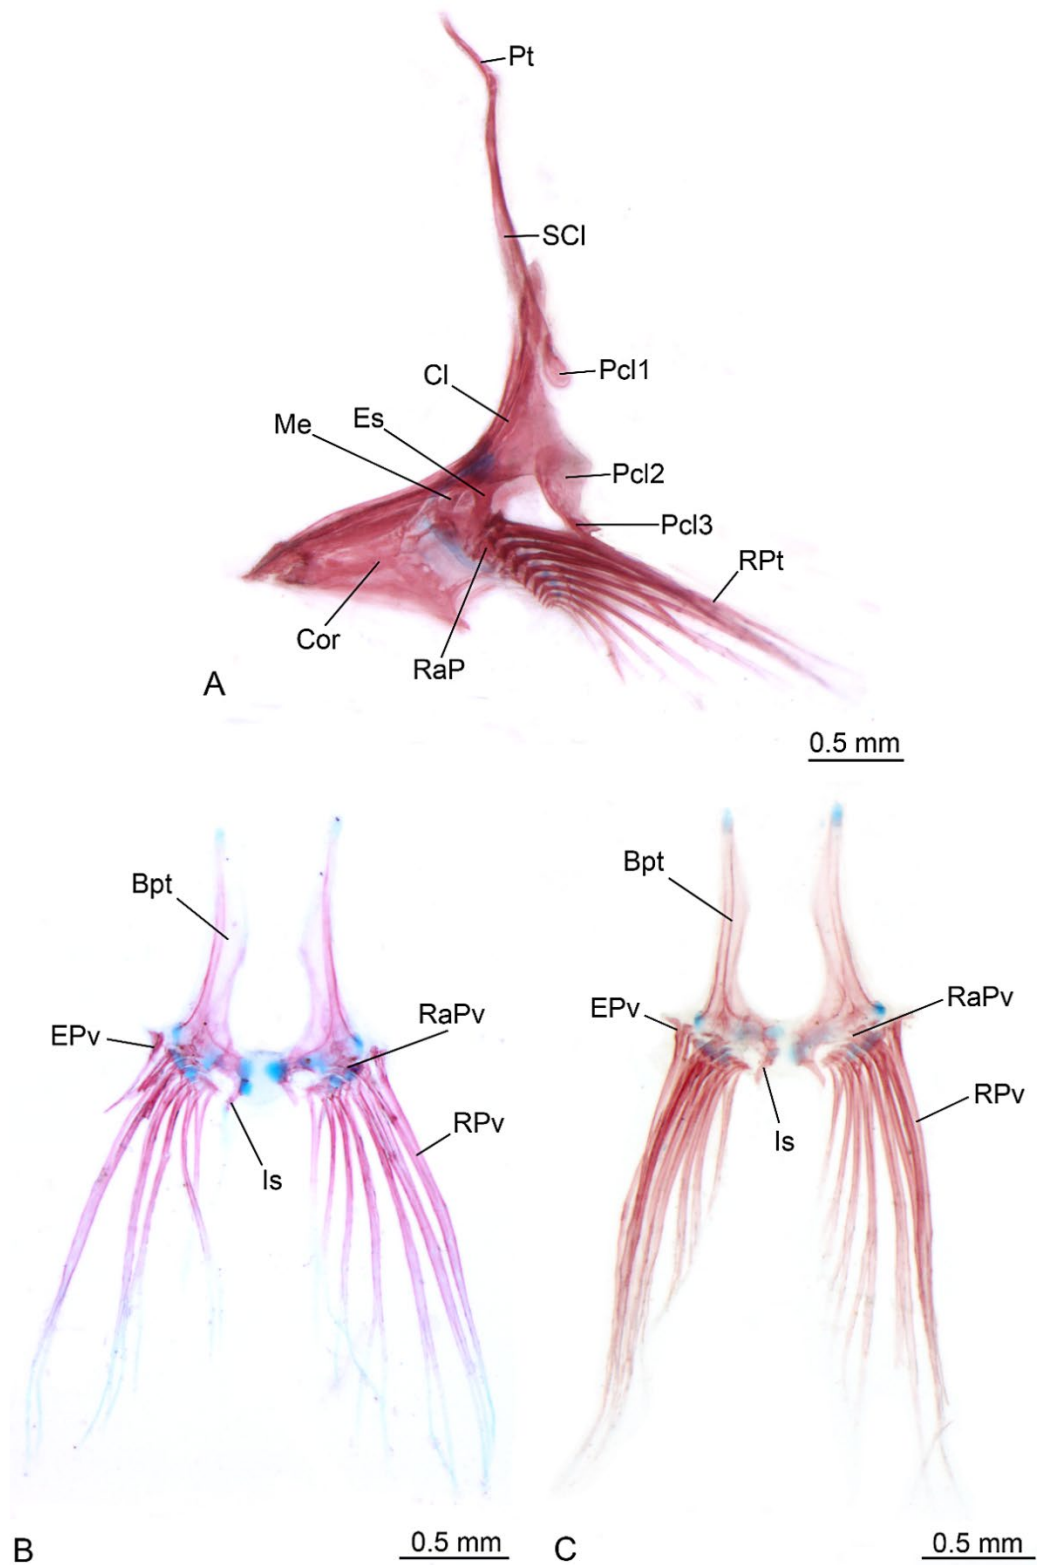 Pt
SCl
Pcl1
Cl
Es
Me
Pcl2
Pcl3
RPt
Cor
RaP
A
0.5 mm
Bpt
EPv
RaPv
RPv
Is
B
0.5 mm
Bpt
EPv
RaPv
RPv
Is
C
0.5 mm